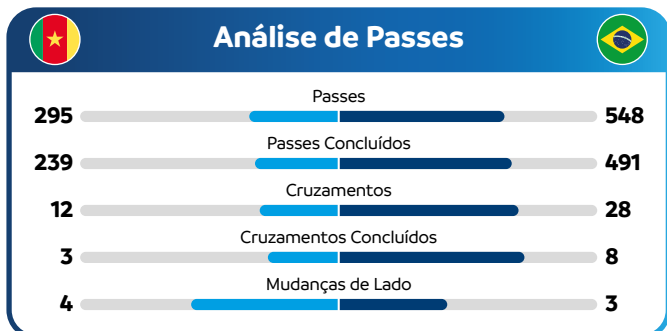 Análise de Passes
Passes
295 548
Passes Concluídos
239 491
Cruzamentos
12 28
Cruzamentos Concluídos
3 8
Mudanças de Lado
4 3